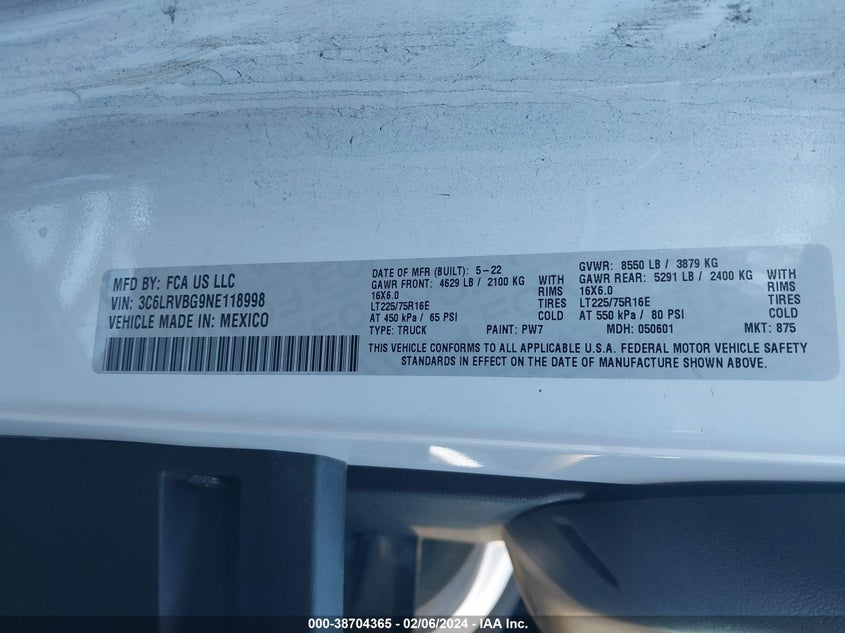 MFD BY: FCA US LLC
VIN: 3C6LRVBG9NE118998
VEHICLE MADE IN: MEXICO
DATE OF MFR (BUILT): 5-22
GAWR FRONT: 4629 LB / 2100 KG
16X6.0 RIMS
LT225/75R16E TIRES
AT 450 kPa / 65 PSI COLD
TYPE: TRUCK PAINT: PW7
GVWR: 8550 LB / 3879 KG
GAWR REAR: 5291 LB / 2400 KG
16X6.0 RIMS
LT225/75R16E TIRES
AT 550 kPa / 80 PSI COLD
MDH: 050601 MKT: 875
THIS VEHICLE CONFORMS TO ALL APPLICABLE U.S.A. FEDERAL MOTOR VEHICLE SAFETY
STANDARDS IN EFFECT ON THE DATE OF MANUFACTURE SHOWN ABOVE.
000-38704365 - 02/06/2024 - IAA Inc.